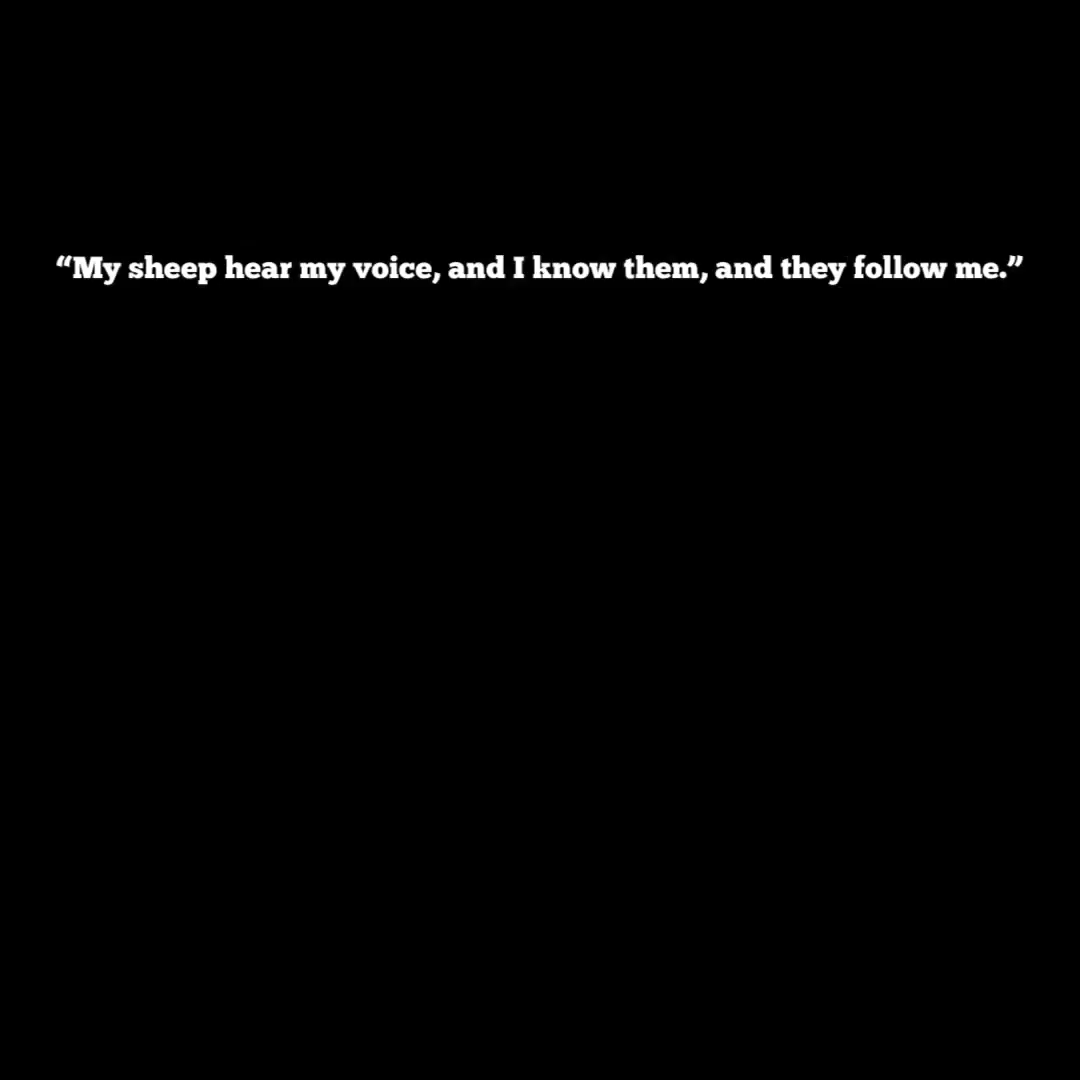 “My sheep hear my voice, and I know them, and they follow me.”